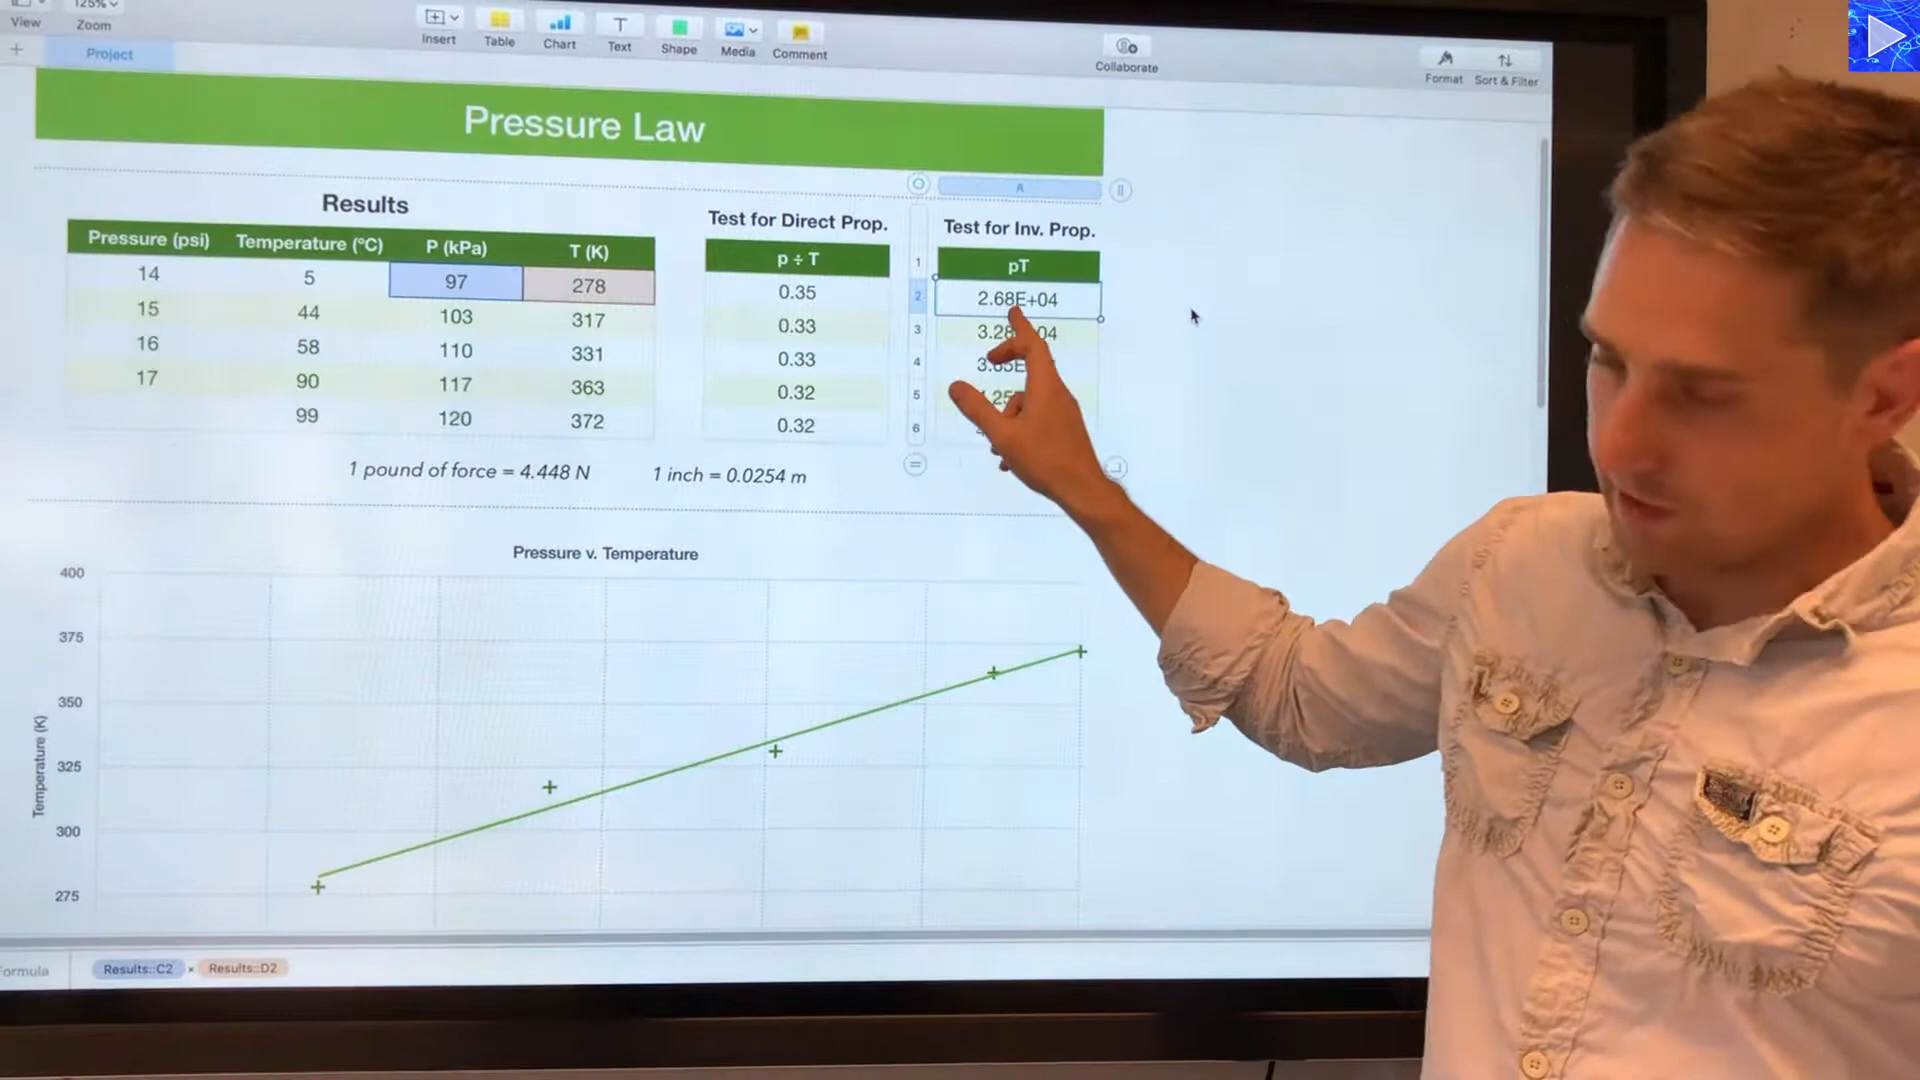 125%
View
Zoom
Insert
Table
Chart
Text
Shape
Media
Comment
Collaborate
Format
Sort & Filter
Project
Pressure Law
A
Results
Test for Direct Prop.
Test for Inv. Prop.
Pressure (psi) Temperature (°C) P (kPa) T (K)
14 5 97 278
15 44 103 317
16 58 110 331
17 90 117 363
99 120 372
p ÷ T
0.35
0.33
0.33
0.32
0.32
1
2
3
4
5
6
pT
2.68E+04
1 pound of force = 4.448 N 1 inch = 0.0254 m
Pressure v. Temperature
Temperature (K)
400
375
350
325
300
275
Results::C2 × Results::D2